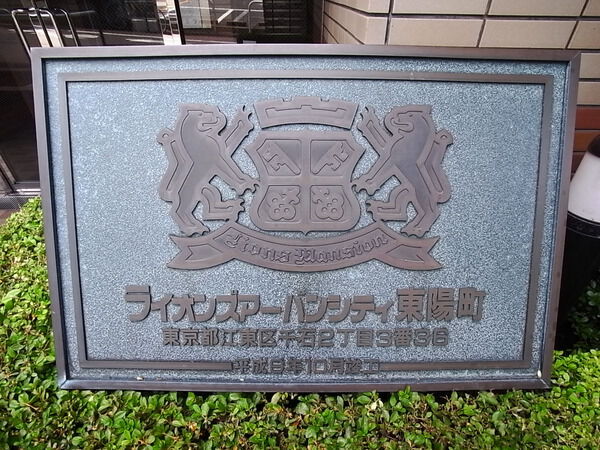 Lions Mansion
ライオンズアーバンシティ東陽町
東京都江東区千石2丁目3番36
平成8年10月竣工